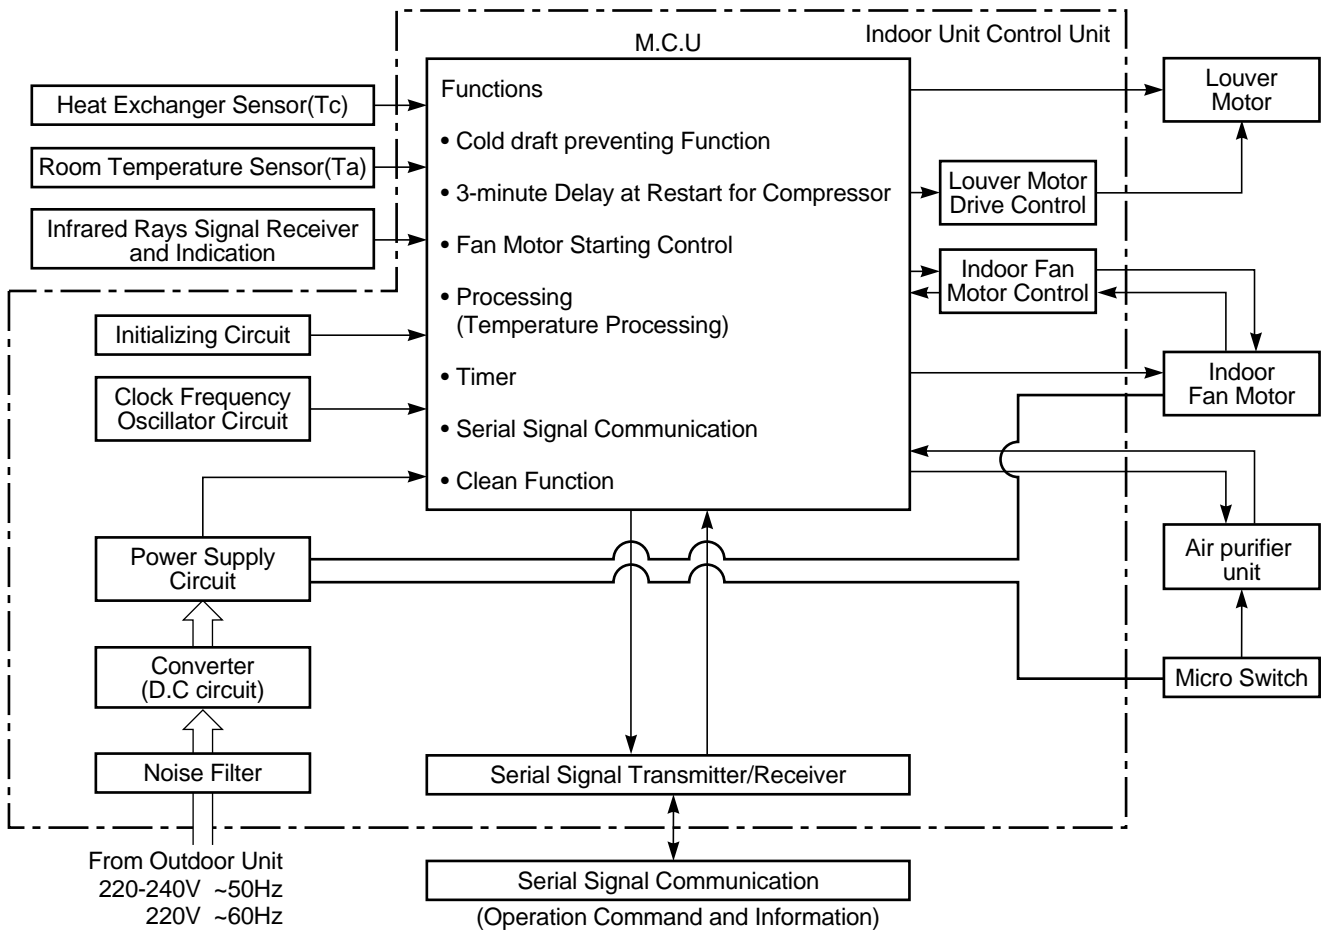 Indoor Unit Control Unit
M.C.U
Functions
• Cold draft preventing Function
• 3-minute Delay at Restart for Compressor
• Fan Motor Starting Control
• Processing
(Temperature Processing)
• Timer
• Serial Signal Communication
• Clean Function
Heat Exchanger Sensor(Tc)
Room Temperature Sensor(Ta)
Infrared Rays Signal Receiver
and Indication
Initializing Circuit
Clock Frequency
Oscillator Circuit
Power Supply
Circuit
Converter
(D.C circuit)
Noise Filter
From Outdoor Unit
220-240V ~50Hz
220V ~60Hz
Louver
Motor
Louver Motor
Drive Control
Indoor Fan
Motor Control
Indoor
Fan Motor
Air purifier
unit
Micro Switch
Serial Signal Transmitter/Receiver
Serial Signal Communication
(Operation Command and Information)